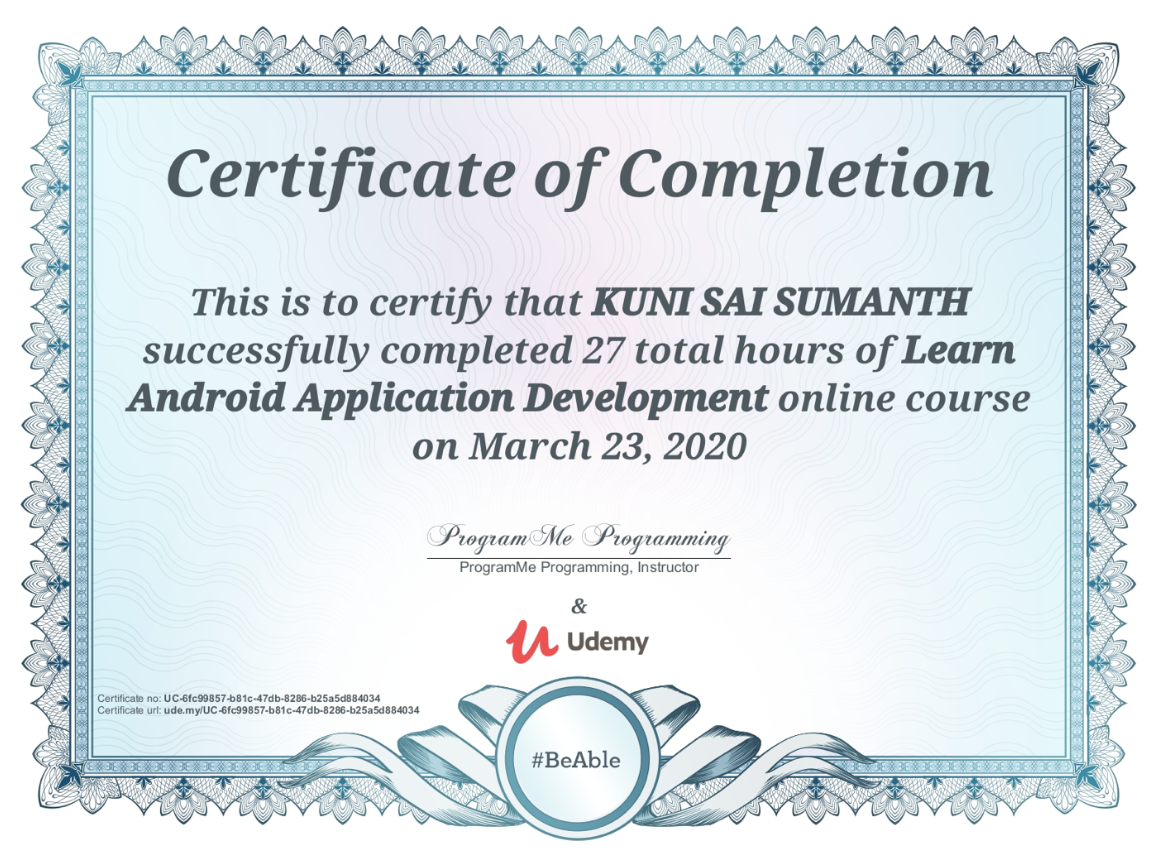 Certificate of Completion
This is to certify that KUNI SAI SUMANTH
successfully completed 27 total hours of Learn
Android Application Development online course
on March 23, 2020
ProgramMe Programming
ProgramMe Programming, Instructor
&
Udemy
Certificate no: UC-6fc99857-b81c-47db-8286-b25a5d884034
Certificate url: ude.my/UC-6fc99857-b81c-47db-8286-b25a5d884034
#BeAble